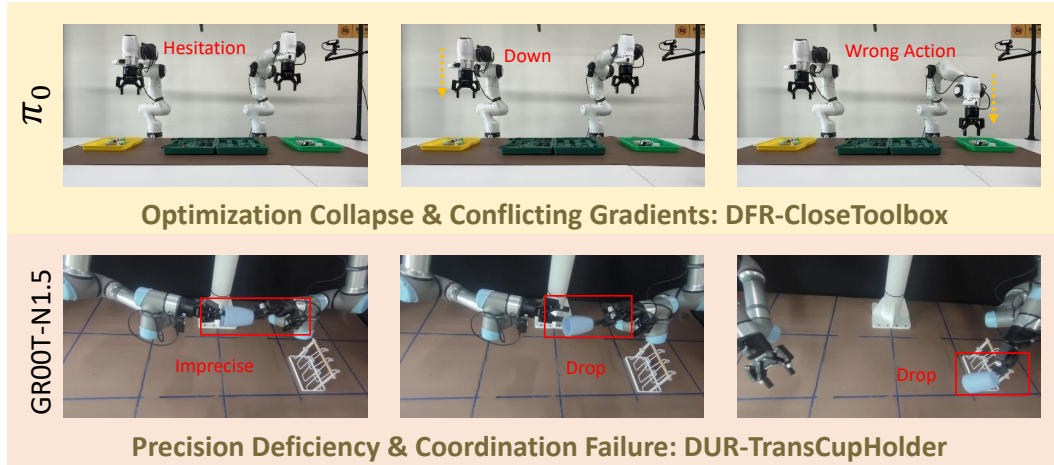 π₀
Hesitation
Down
Wrong Action
Optimization Collapse & Conflicting Gradients: DFR-CloseToolbox
GR00T-N1.5
Imprecise
Drop
Drop
Precision Deficiency & Coordination Failure: DUR-TransCupHolder